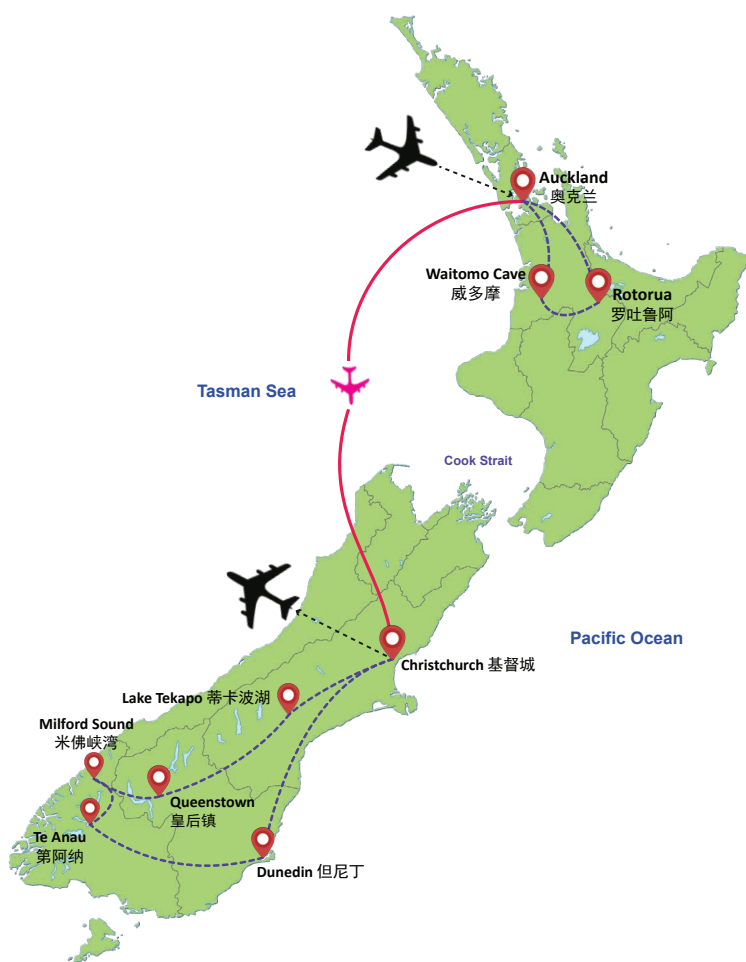 Auckland
奥克兰
Waitomo Cave
威多摩
Rotorua
罗吐鲁阿
Tasman Sea
Cook Strait
Pacific Ocean
Christchurch 基督城
Lake Tekapo 蒂卡波湖
Milford Sound
米佛峡湾
Queenstown
皇后镇
Te Anau
第阿纳
Dunedin 但尼丁